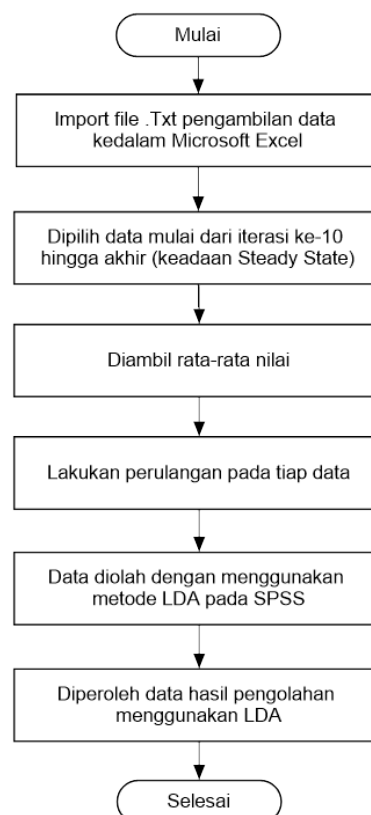 Mulai
Import file .Txt pengambilan data
kedalam Microsoft Excel
Dipilih data mulai dari iterasi ke-10
hingga akhir (keadaan Steady State)
Diambil rata-rata nilai
Lakukan perulangan pada tiap data
Data diolah dengan menggunakan
metode LDA pada SPSS
Diperoleh data hasil pengolahan
menggunakan LDA
Selesai